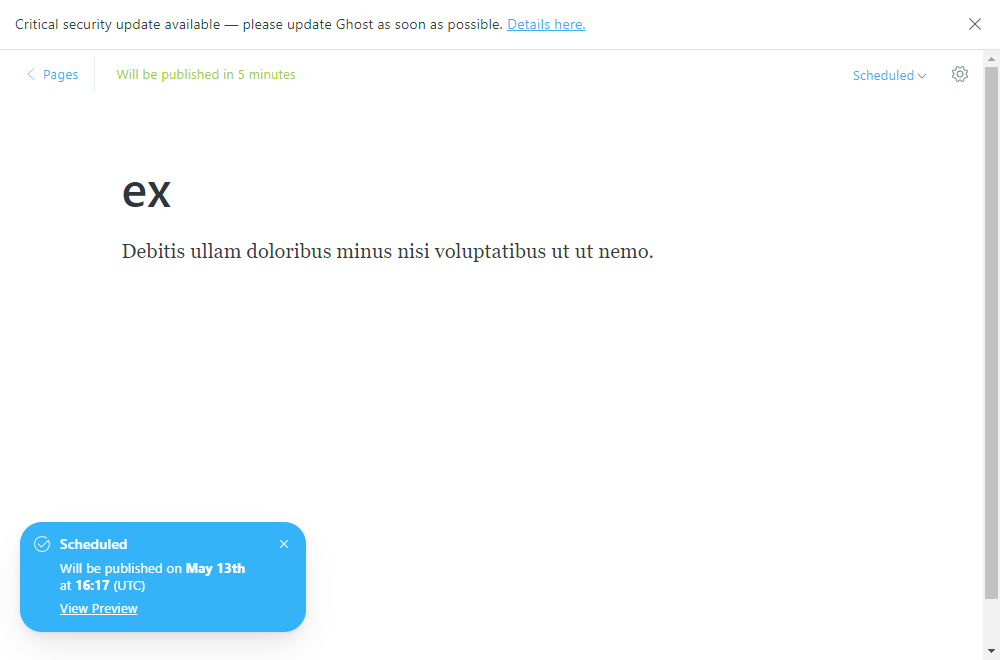 Critical security update available — please update Ghost as soon as possible. Details here.
Pages
Will be published in 5 minutes
Scheduled
ex
Debitis ullam doloribus minus nisi voluptatibus ut ut nemo.
Scheduled
Will be published on May 13th
at 16:17 (UTC)
View Preview